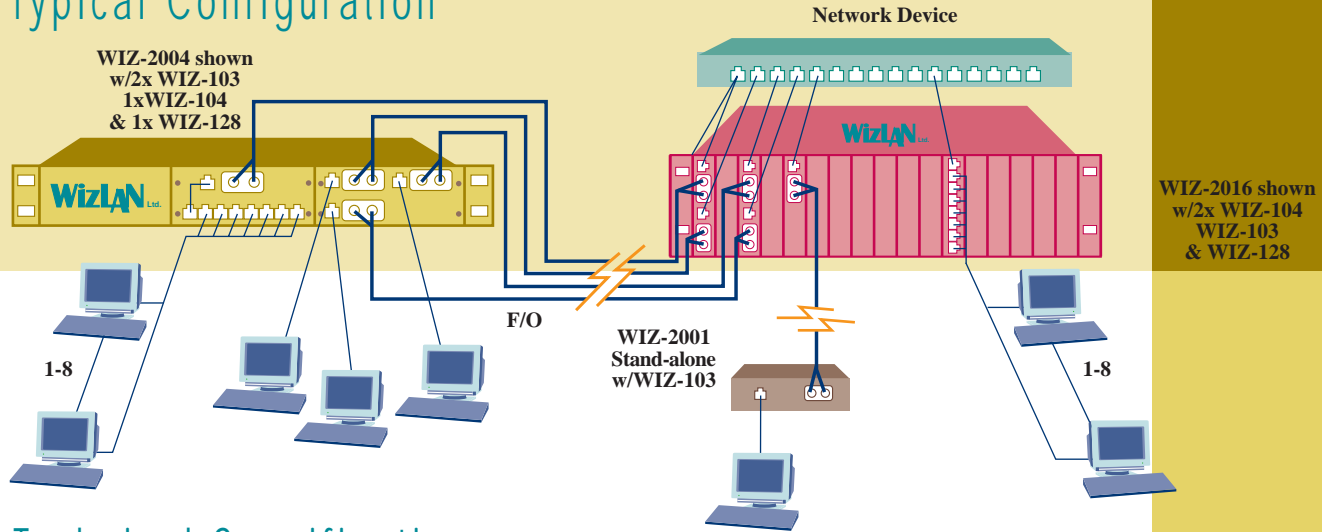 Typical Configuration
Network Device
WIZ-2004 shown
w/2x WIZ-103
1xWIZ-104
& 1x WIZ-128
WizLAN Ltd.
WizLAN Ltd.
WIZ-2016 shown
w/2x WIZ-104
WIZ-103
& WIZ-128
F/O
WIZ-2001
Stand-alone
w/WIZ-103
1-8
1-8